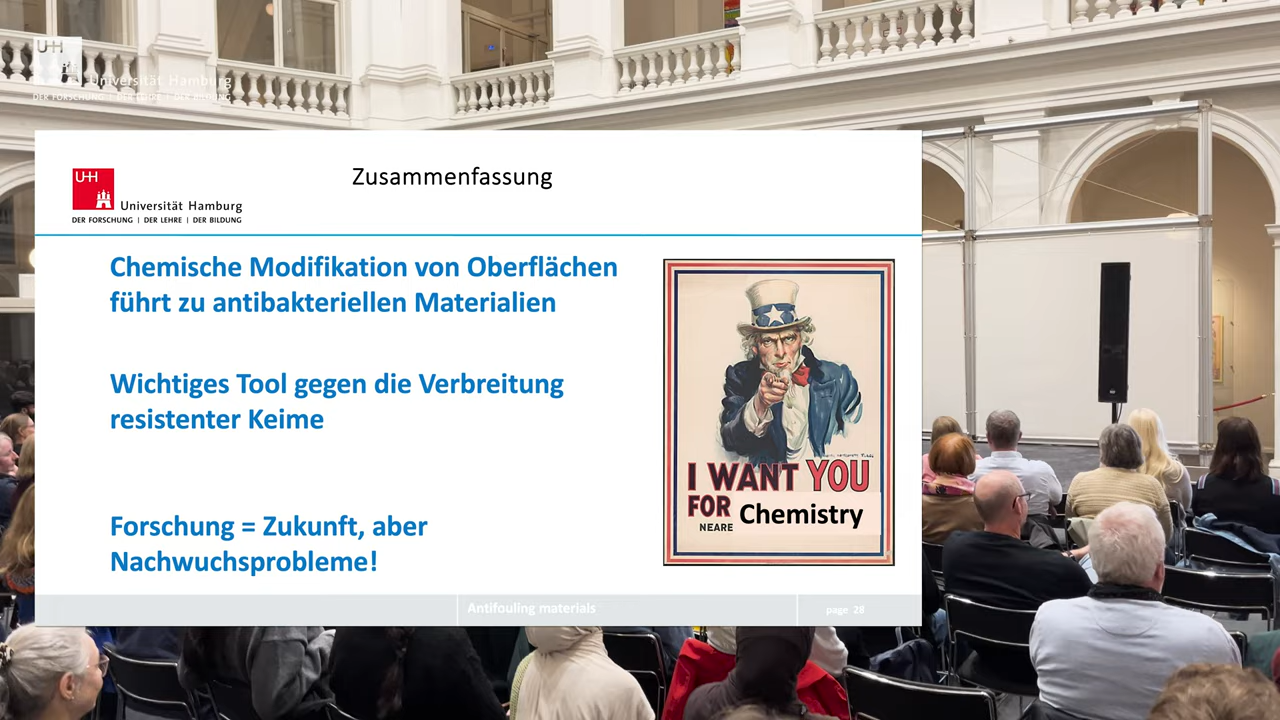 UHH
Universität Hamburg
DER FORSCHUNG | DER LEHRE | DER BILDUNG
Zusammenfassung
UHH
Universität Hamburg
DER FORSCHUNG | DER LEHRE | DER BILDUNG
Chemische Modifikation von Oberflächen
führt zu antibakteriellen Materialien
Wichtiges Tool gegen die Verbreitung
resistenter Keime
Forschung = Zukunft, aber
Nachwuchsprobleme!
I WANT YOU
FOR Chemistry
NEARE
Antifouling materials
page 28